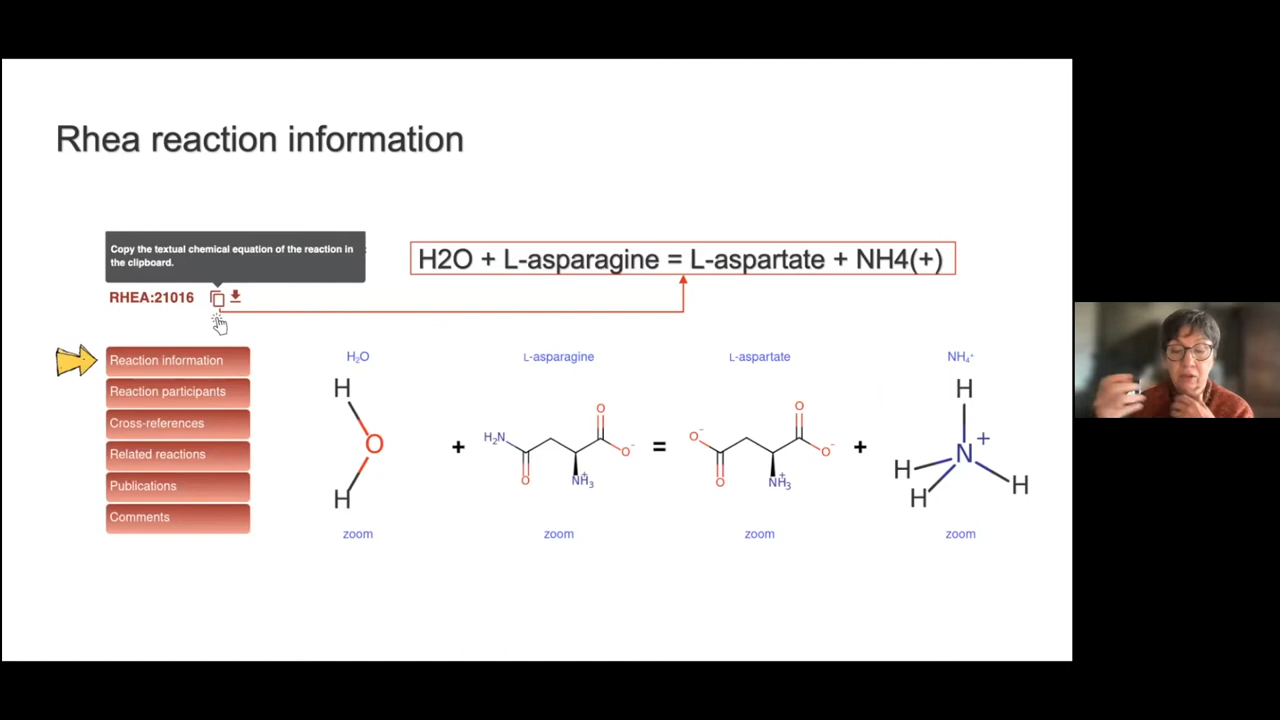 Rhea reaction information
Copy the textual chemical equation of the reaction in
the clipboard.
H2O + L-asparagine = L-aspartate + NH4(+)
RHEA:21016
Reaction information
Reaction participants
Cross-references
Related reactions
Publications
Comments
H₂O
L-asparagine
L-aspartate
NH₄⁺
H
O
H
+
H₂N
O
O
O⁻
NH₃
+
=
O⁻
O
O
O⁻
NH₃
+
+
H
N
+
H
H
H
zoom
zoom
zoom
zoom